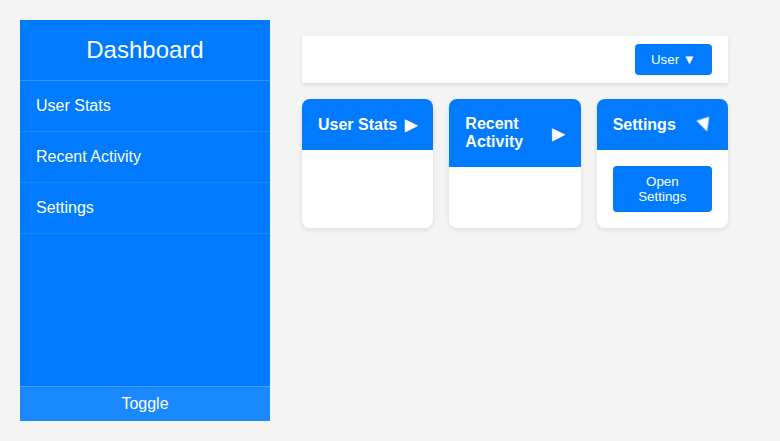 Dashboard
User Stats
Recent Activity
Settings
Toggle
User ▼
User Stats ▶
Recent
Activity ▶
Settings
Open
Settings